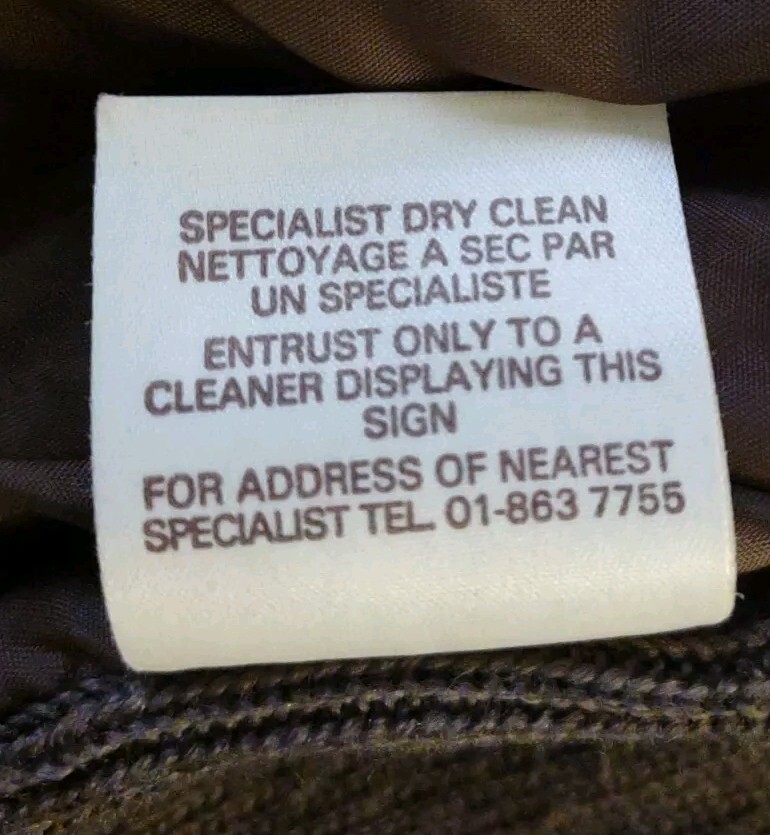 SPECIALIST DRY CLEAN
NETTOYAGE A SEC PAR
UN SPECIALISTE
ENTRUST ONLY TO A
CLEANER DISPLAYING THIS
SIGN
FOR ADDRESS OF NEAREST
SPECIALIST TEL. 01-863 7755